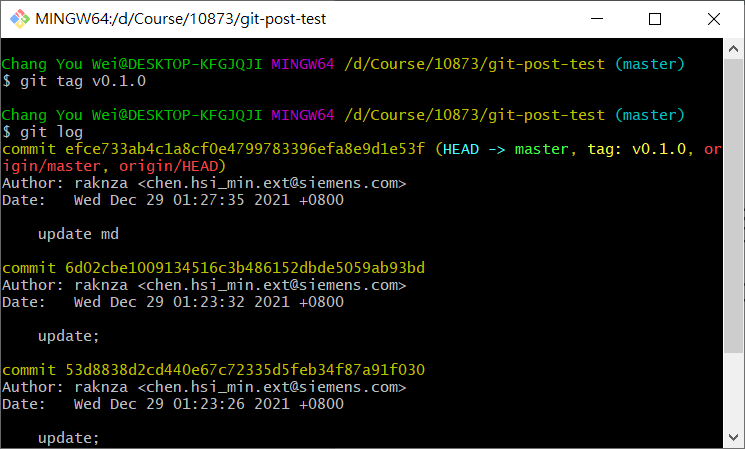 MINGW64:/d/Course/10873/git-post-test
Chang You Wei@DESKTOP-KFGJQJI MINGW64 /d/Course/10873/git-post-test (master)
$ git tag v0.1.0
Chang You Wei@DESKTOP-KFGJQJI MINGW64 /d/Course/10873/git-post-test (master)
$ git log
commit efce733ab4c1a8cf0e4799783396efa8e9d1e53f (HEAD -> master, tag: v0.1.0, or
igin/master, origin/HEAD)
Author: raknza <chen.hsi_min.ext@siemens.com>
Date:   Wed Dec 29 01:27:35 2021 +0800
    update md
commit 6d02cbe1009134516c3b486152dbde5059ab93bd
Author: raknza <chen.hsi_min.ext@siemens.com>
Date:   Wed Dec 29 01:23:32 2021 +0800
    update;
commit 53d8838d2cd440e67c72335d5feb34f87a91f030
Author: raknza <chen.hsi_min.ext@siemens.com>
Date:   Wed Dec 29 01:23:26 2021 +0800
    update;